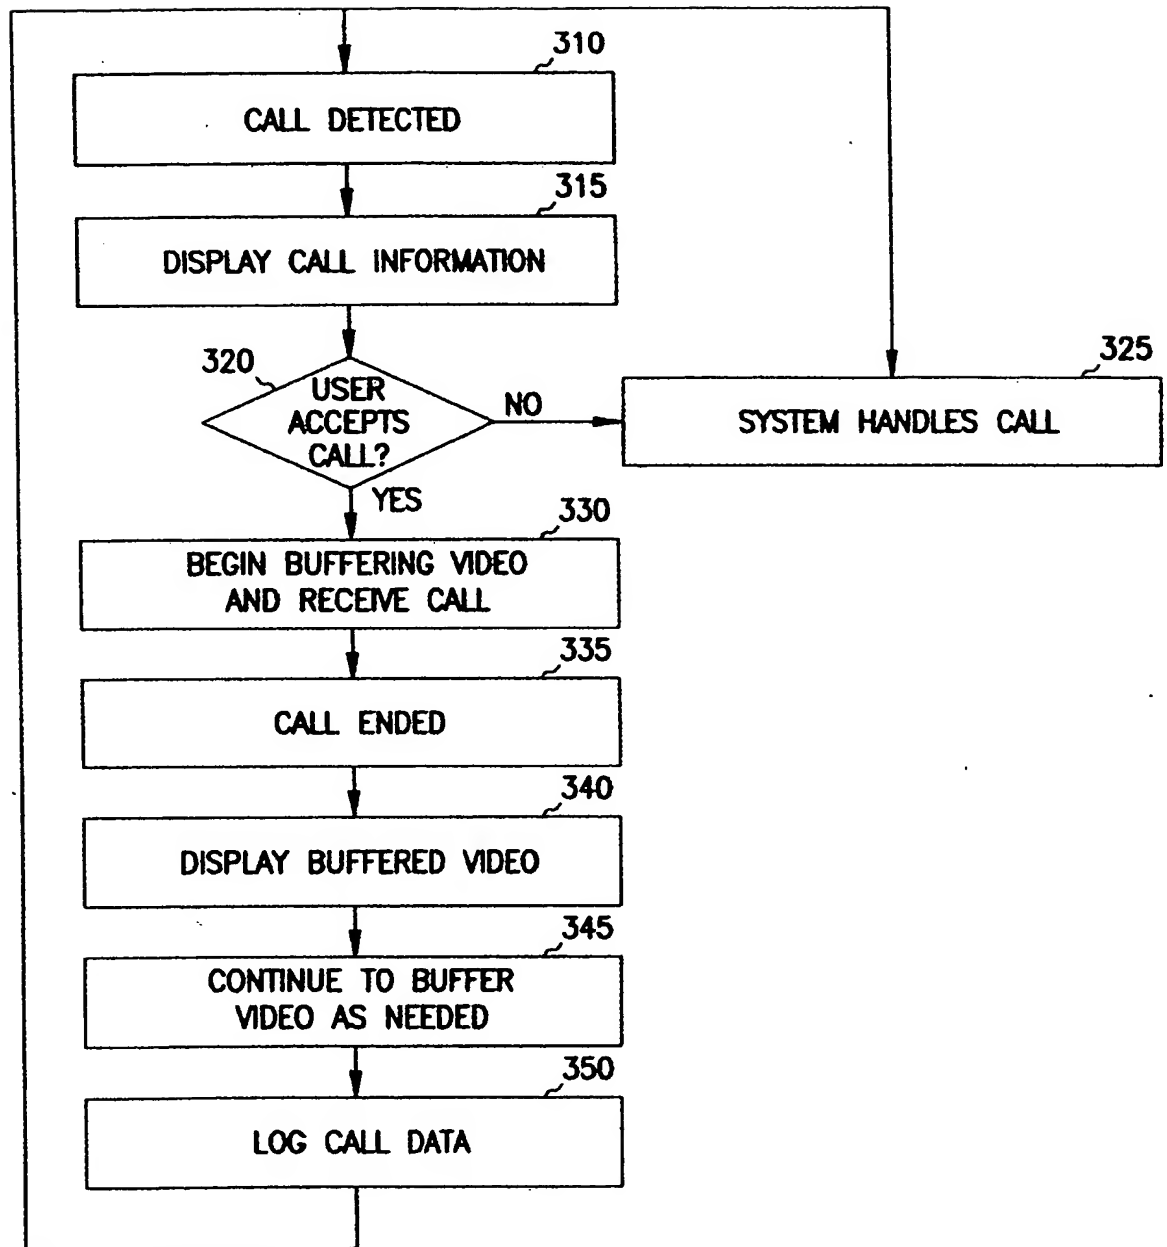 310
CALL DETECTED
315
DISPLAY CALL INFORMATION
320
USER
ACCEPTS
CALL?
NO
325
SYSTEM HANDLES CALL
YES
330
BEGIN BUFFERING VIDEO
AND RECEIVE CALL
335
CALL ENDED
340
DISPLAY BUFFERED VIDEO
345
CONTINUE TO BUFFER
VIDEO AS NEEDED
350
LOG CALL DATA